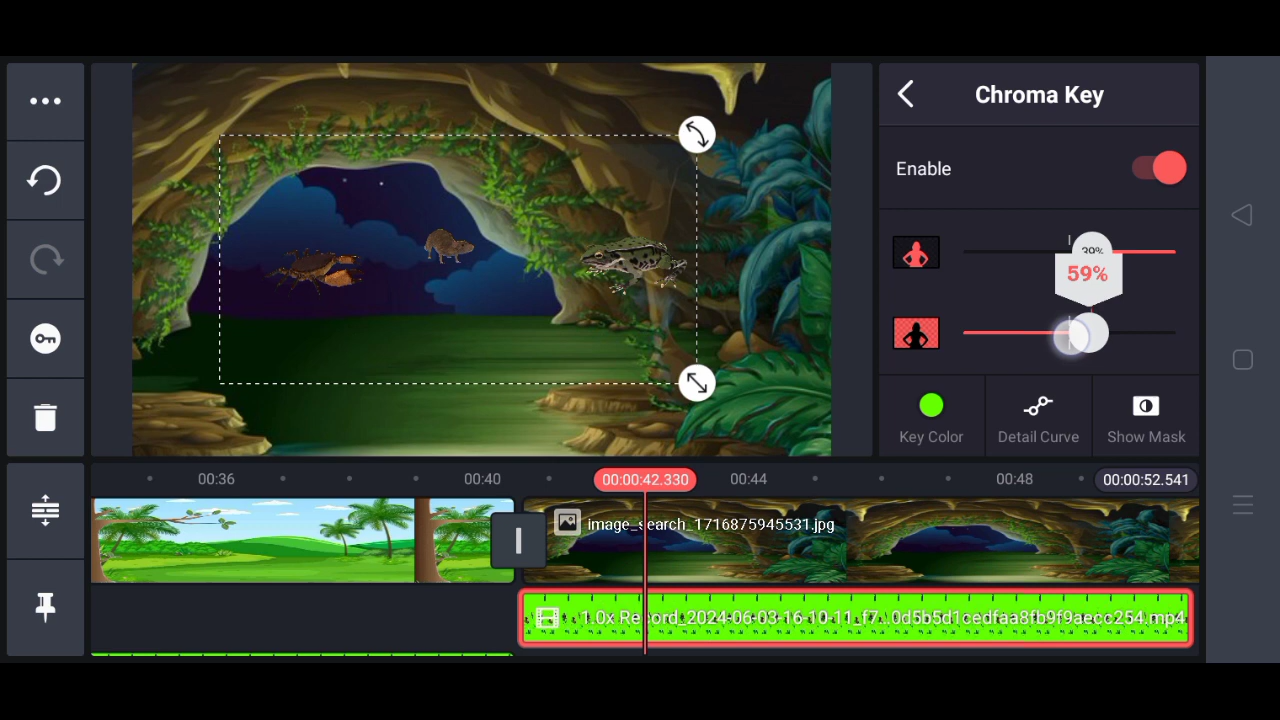 Chroma Key
Enable
39%
59%
Key Color
Detail Curve
Show Mask
00:36
00:40
00:00:42.330
00:44
00:48
00:00:52.541
image_search_1716875945531.jpg
1.0x Record_2024-06-03-16-10-11_f7...0d5b5d1cedfaa8fb9f9aecc254.mp4